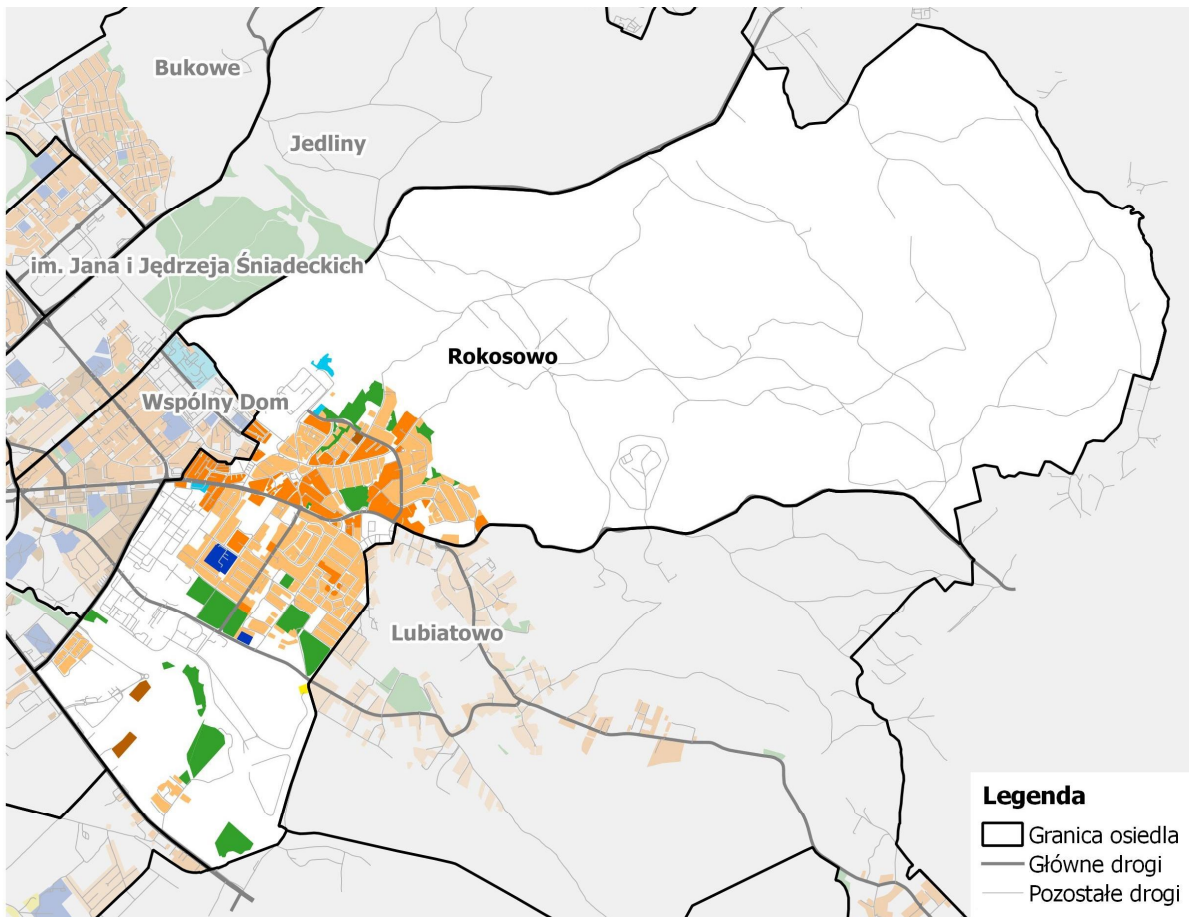 Bukowe
Jedliny
im. Jana i Jędrzeja Śniadeckich
Rokosowo
Wspólny Dom
Lubiatowo
Legenda
Granica osiedla
Główne drogi
Pozostałe drogi